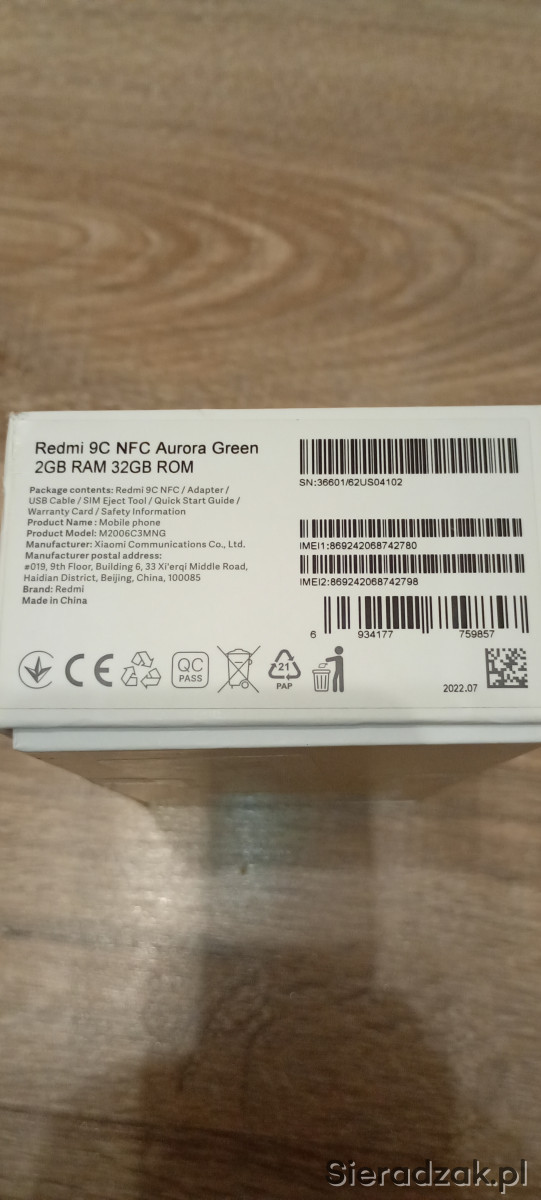 Redmi 9C NFC Aurora Green
2GB RAM 32GB ROM
Package contents: Redmi 9C NFC / Adapter /
USB Cable / SIM Eject Tool / Quick Start Guide /
Warranty Card / Safety Information
Product Name : Mobile phone
Product Model: M2006C3MNG
Manufacturer: Xiaomi Communications Co., Ltd.
Manufacturer postal address:
#019, 9th Floor, Building 6, 33 Xi'erqi Middle Road,
Haidian District, Beijing, China, 100085
Brand: Redmi
Made in China
SN:36601/62US04102
IMEI1:869242068742780
IMEI2:869242068742798
6 934177 759857
CE
QC
PASS
21
PAP
2022.07
Sieradzak.pl